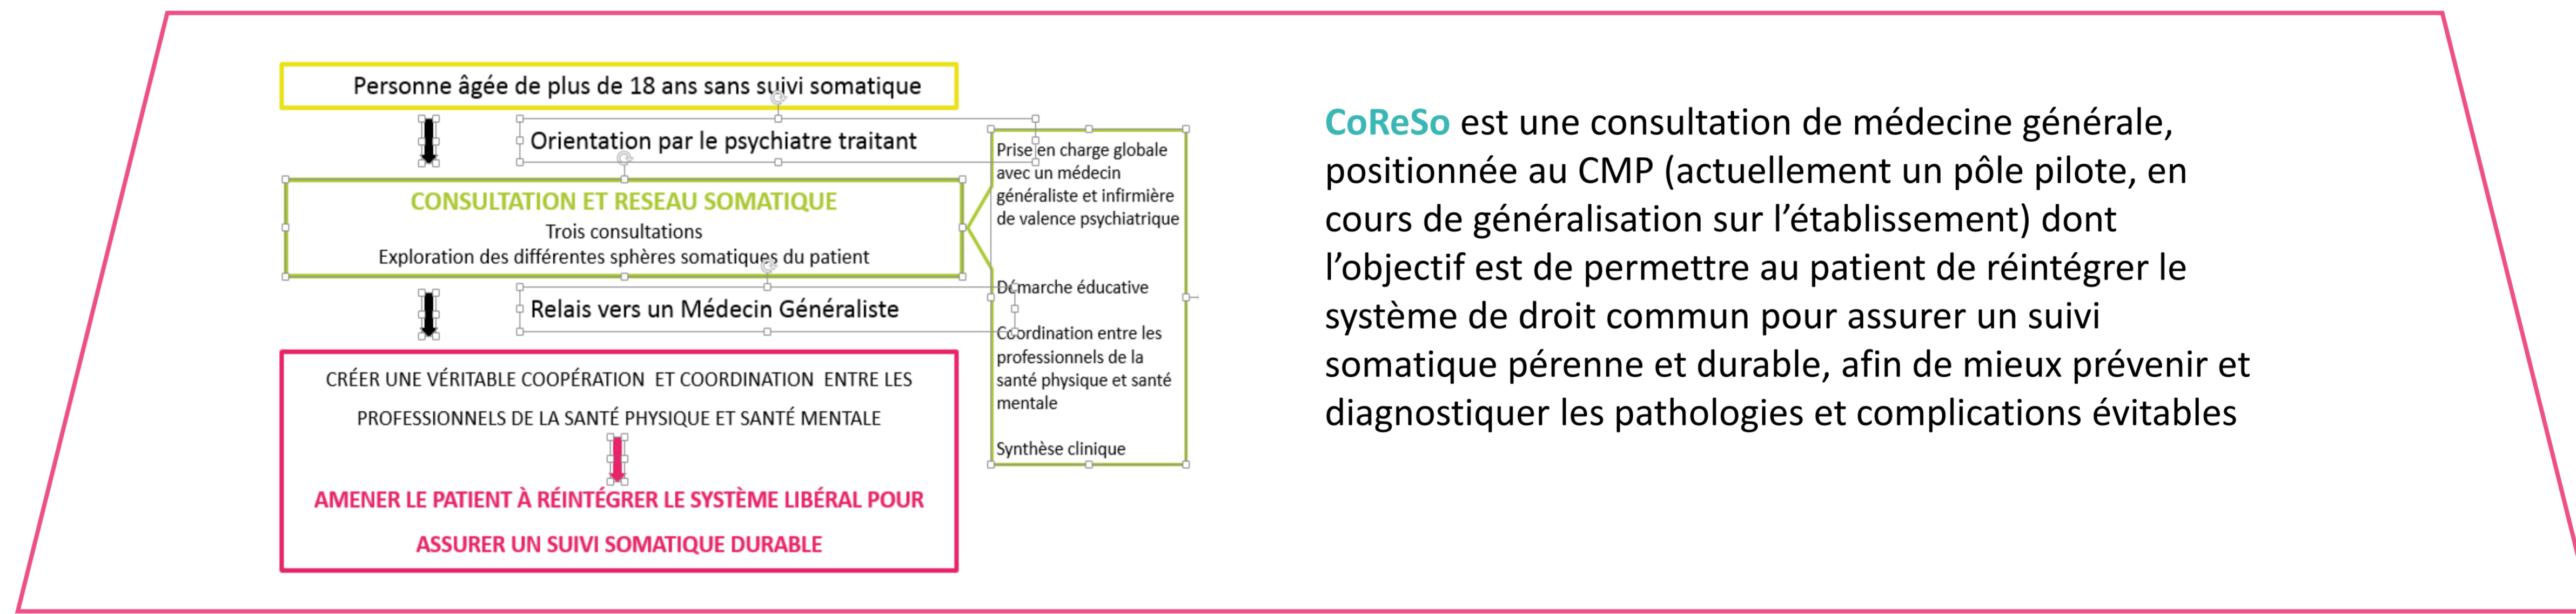 Personne âgée de plus de 18 ans sans suivi somatique
Orientation par le psychiatre traitant
CONSULTATION ET RESEAU SOMATIQUE
Trois consultations
Exploration des différentes sphères somatiques du patient
Relais vers un Médecin Généraliste
CRÉER UNE VÉRITABLE COOPÉRATION ET COORDINATION ENTRE LES
PROFESSIONNELS DE LA SANTÉ PHYSIQUE ET SANTÉ MENTALE
AMENER LE PATIENT À RÉINTÉGRER LE SYSTÈME LIBÉRAL POUR
ASSURER UN SUIVI SOMATIQUE DURABLE
Prise en charge globale
avec un médecin
généraliste et infirmière
de valence psychiatrique
Démarche éducative
Coordination entre les
professionnels de la
santé physique et santé
mentale
Synthèse clinique
CoReSo est une consultation de médecine générale,
positionnée au CMP (actuellement un pôle pilote, en
cours de généralisation sur l’établissement) dont
l’objectif est de permettre au patient de réintégrer le
système de droit commun pour assurer un suivi
somatique pérenne et durable, afin de mieux prévenir et
diagnostiquer les pathologies et complications évitables